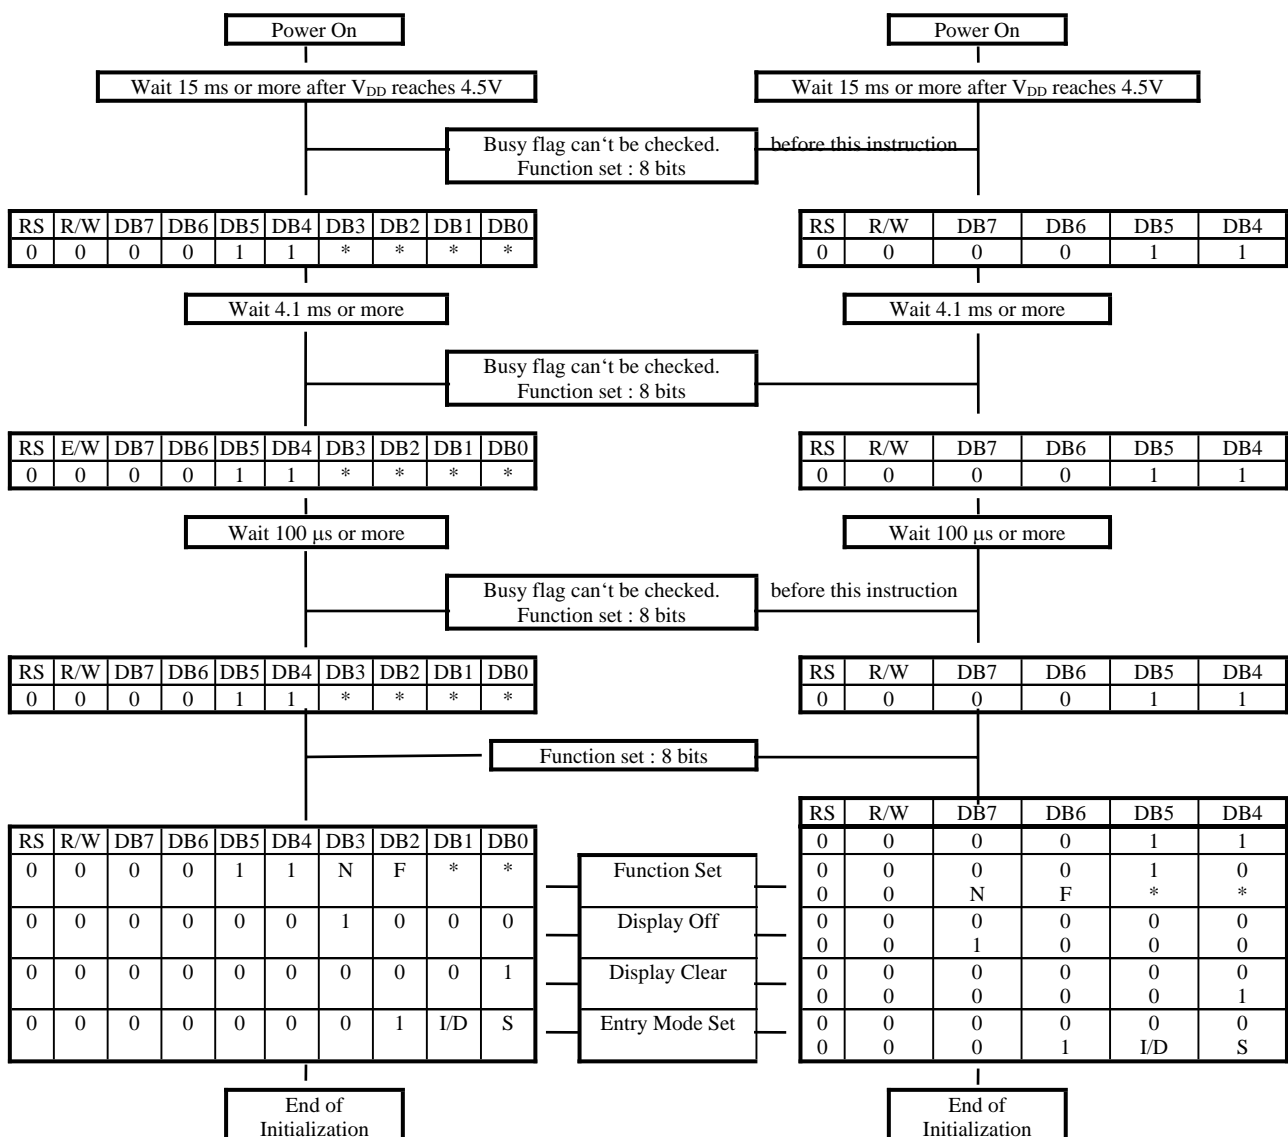 Power On Power On
Wait 15 ms or more after VDD reaches 4.5V Wait 15 ms or more after VDD reaches 4.5V
Busy flag can‘t be checked. before this instruction
Function set : 8 bits
RS R/W DB7 DB6 DB5 DB4 DB3 DB2 DB1 DB0 RS R/W DB7 DB6 DB5 DB4
0 0 0 0 1 1 * * * * 0 0 0 0 1 1
Wait 4.1 ms or more Wait 4.1 ms or more
Busy flag can‘t be checked.
Function set : 8 bits
RS E/W DB7 DB6 DB5 DB4 DB3 DB2 DB1 DB0 RS R/W DB7 DB6 DB5 DB4
0 0 0 0 1 1 * * * * 0 0 0 0 1 1
Wait 100 µs or more Wait 100 µs or more
Busy flag can‘t be checked. before this instruction
Function set : 8 bits
RS R/W DB7 DB6 DB5 DB4 DB3 DB2 DB1 DB0 RS R/W DB7 DB6 DB5 DB4
0 0 0 0 1 1 * * * * 0 0 0 0 1 1
Function set : 8 bits
RS R/W DB7 DB6 DB5 DB4
RS R/W DB7 DB6 DB5 DB4 DB3 DB2 DB1 DB0 0 0 0 0 1 1
0 0 0 0 1 1 N F * * Function Set 0 0 0 0 1 0
0 0 N F * *
0 0 0 0 0 0 1 0 0 0 Display Off 0 0 0 0 0 0
0 0 1 0 0 0
0 0 0 0 0 0 0 0 0 1 Display Clear 0 0 0 0 0 0
0 0 0 0 0 1
0 0 0 0 0 0 0 1 I/D S Entry Mode Set 0 0 0 0 0 0
0 0 0 1 I/D S
End of End of
Initialization Initialization